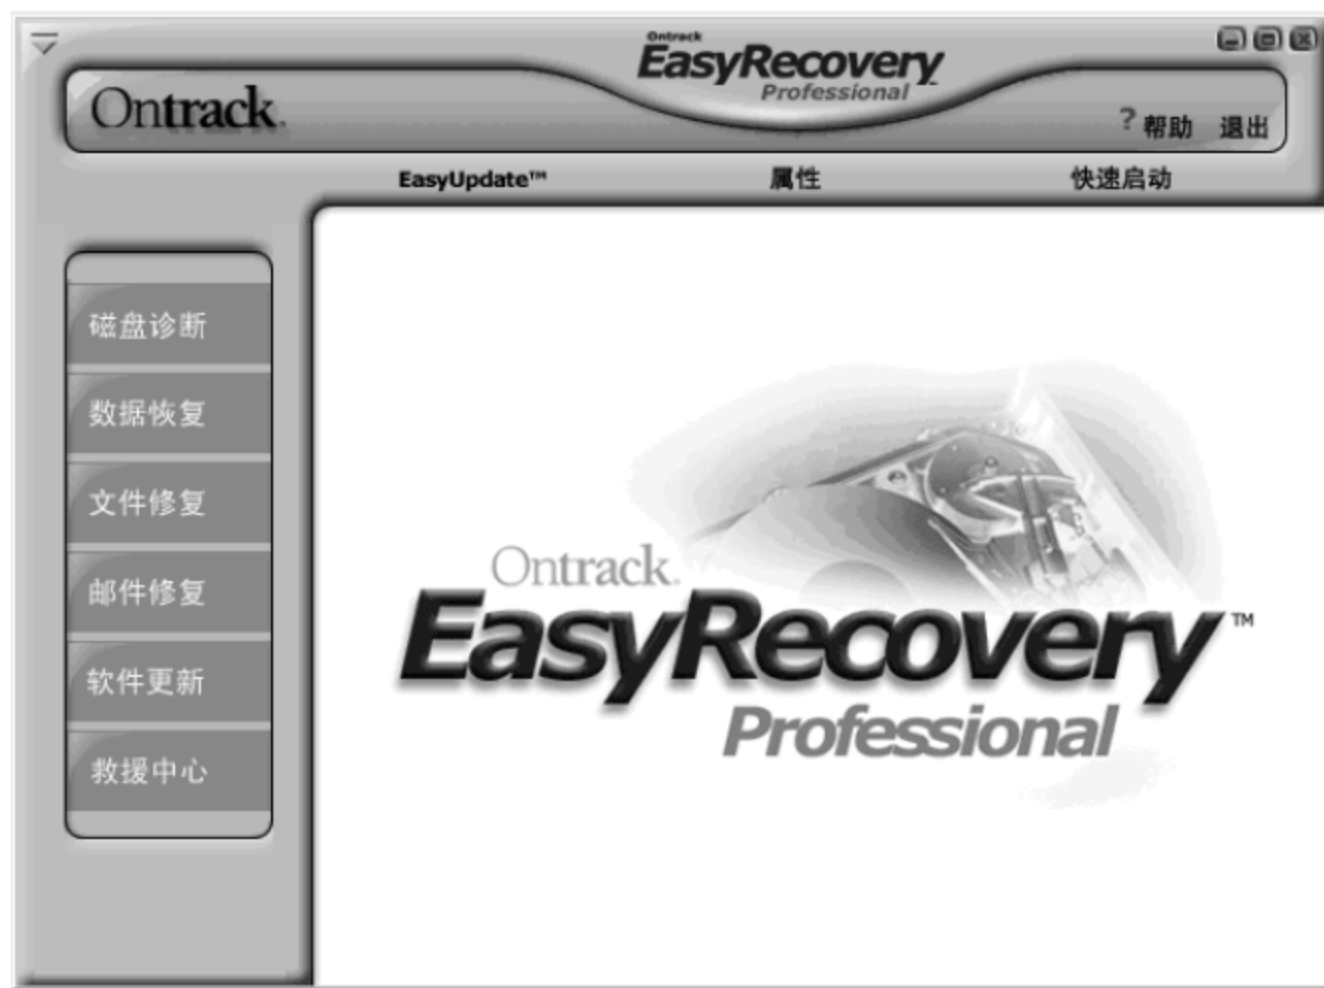 Ontrack
EasyRecovery
Professional
Ontrack
? 帮助 退出
EasyUpdate™ 属性 快速启动
磁盘诊断
数据恢复
文件修复
邮件修复
软件更新
救援中心
Ontrack
EasyRecovery™
Professional